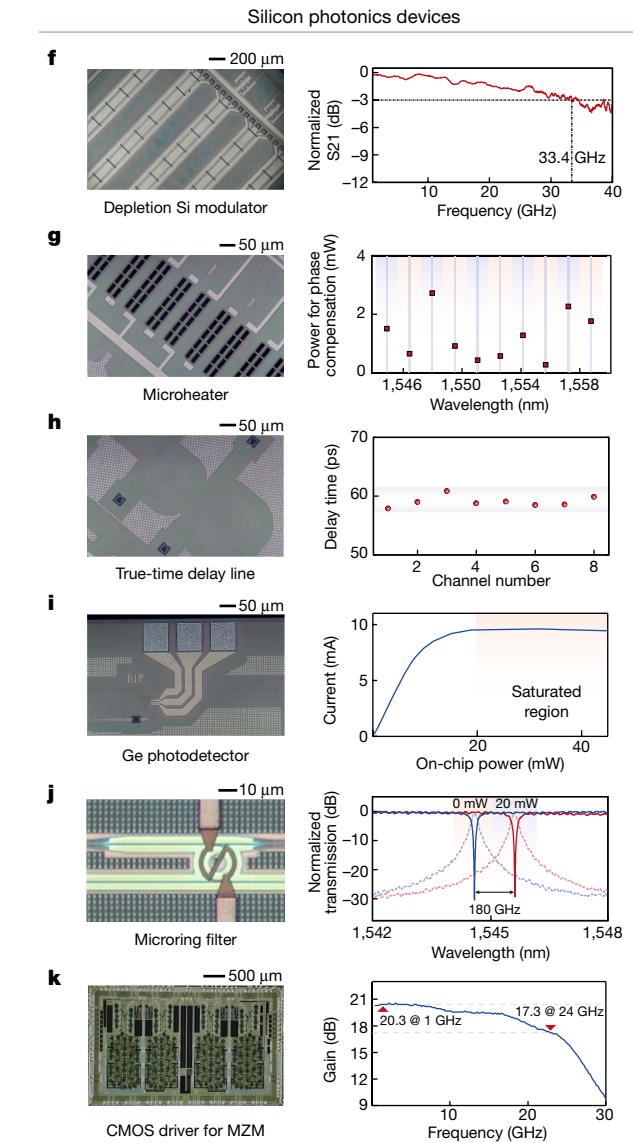 Silicon photonics devices
f
200 μm
Depletion Si modulator
Normalized
S21 (dB)
0
−3
−6
−9
−12
33.4 GHz
10 20 30 40
Frequency (GHz)
g
50 μm
Microheater
Power for phase
compensation (mW)
4
2
0
1,546 1,550 1,554 1,558
Wavelength (nm)
h
50 μm
True-time delay line
Delay time (ps)
70
60
50
2 4 6 8
Channel number
i
50 μm
Ge photodetector
Current (mA)
10
5
0
Saturated
region
20 40
On-chip power (mW)
j
10 μm
Microring filter
Normalized
transmission (dB)
0
−10
−20
−30
0 mW 20 mW
180 GHz
1,542 1,545 1,548
Wavelength (nm)
k
500 μm
CMOS driver for MZM
Gain (dB)
21
18
15
12
9
20.3 @ 1 GHz
17.3 @ 24 GHz
10 20 30
Frequency (GHz)